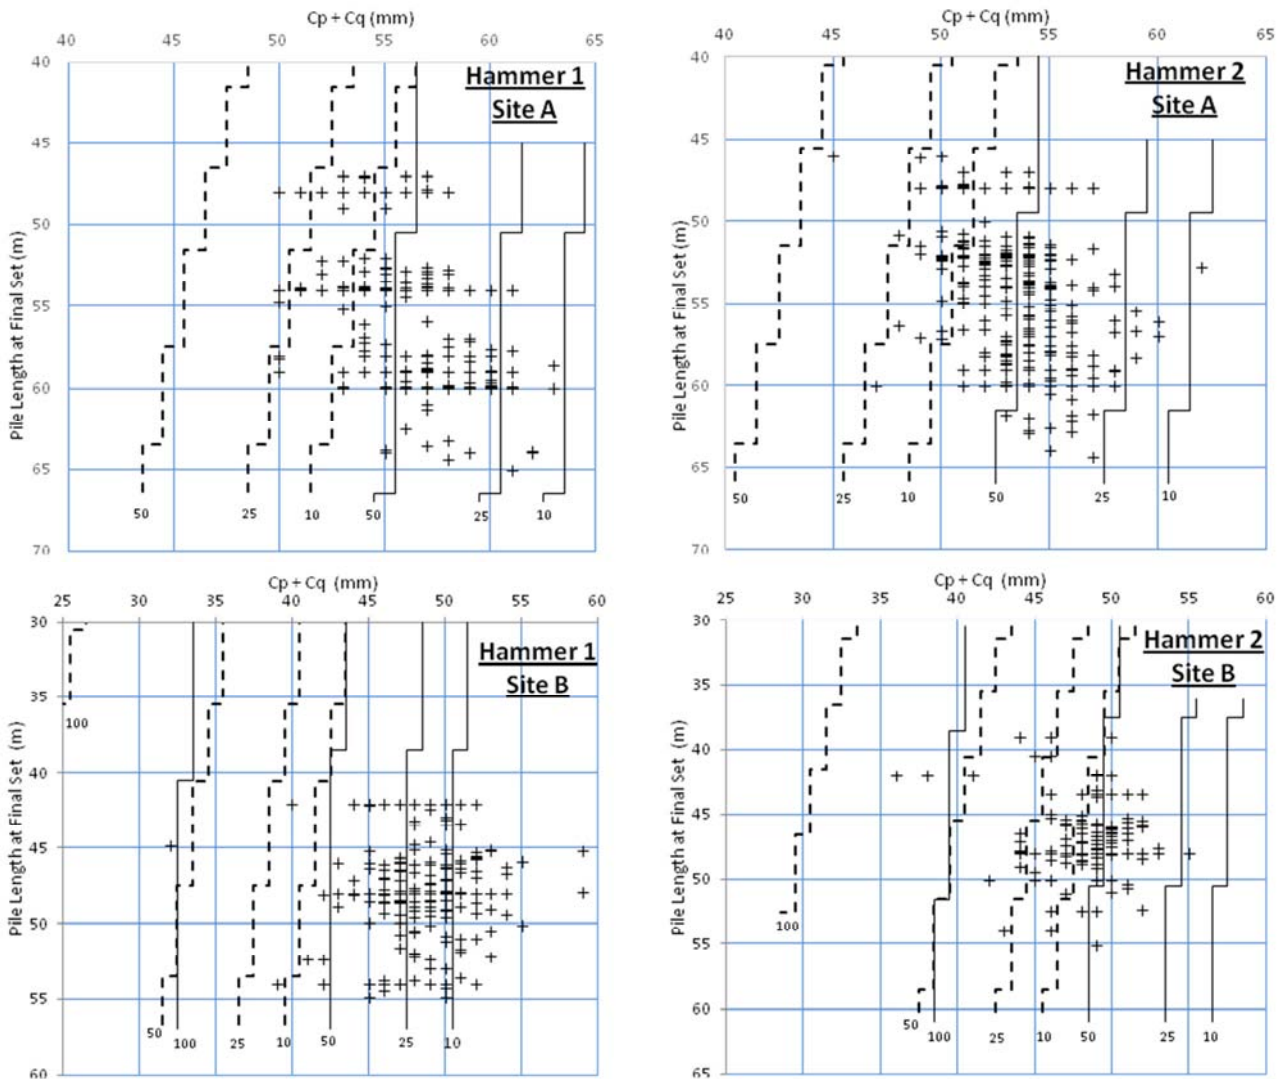 Cp + Cq (mm)
40 45 50 55 60 65
Hammer 1
Site A
Pile Length at Final Set (m)
40
45
50
55
60
65
70
50 25 10 50 25 10
Cp + Cq (mm)
40 45 50 55 60 65
Hammer 2
Site A
Pile Length at Final Set (m)
40
45
50
55
60
65
70
50 25 10 50 25 10
Cp + Cq (mm)
25 30 35 40 45 50 55 60
Hammer 1
Site B
Pile Length at Final Set (m)
30
35
40
45
50
55
60
100
50 100 25 10 50 25 10
Cp + Cq (mm)
25 30 35 40 45 50 55 60
Hammer 2
Site B
Pile Length at Final Set (m)
30
35
40
45
50
55
60
65
100
50 100 25 10 50 25 10